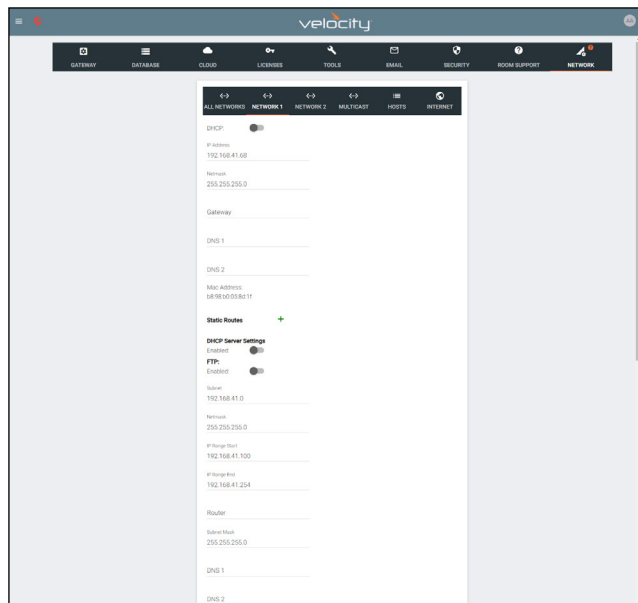 velocity
AA
GATEWAY DATABASE CLOUD LICENSES TOOLS EMAIL SECURITY ROOM SUPPORT NETWORK
ALL NETWORKS NETWORK 1 NETWORK 2 MULTICAST HOSTS INTERNET
DHCP:
IP Address
192.168.41.68
Netmask
255.255.255.0
Gateway
DNS 1
DNS 2
Mac Address:
b8:98:b0:05:8d:1f
Static Routes +
DHCP Server Settings
Enabled:
FTP:
Enabled:
Subnet
192.168.41.0
Netmask
255.255.255.0
IP Range Start
192.168.41.100
IP Range End
192.168.41.254
Router
Subnet Mask
255.255.255.0
DNS 1
DNS 2